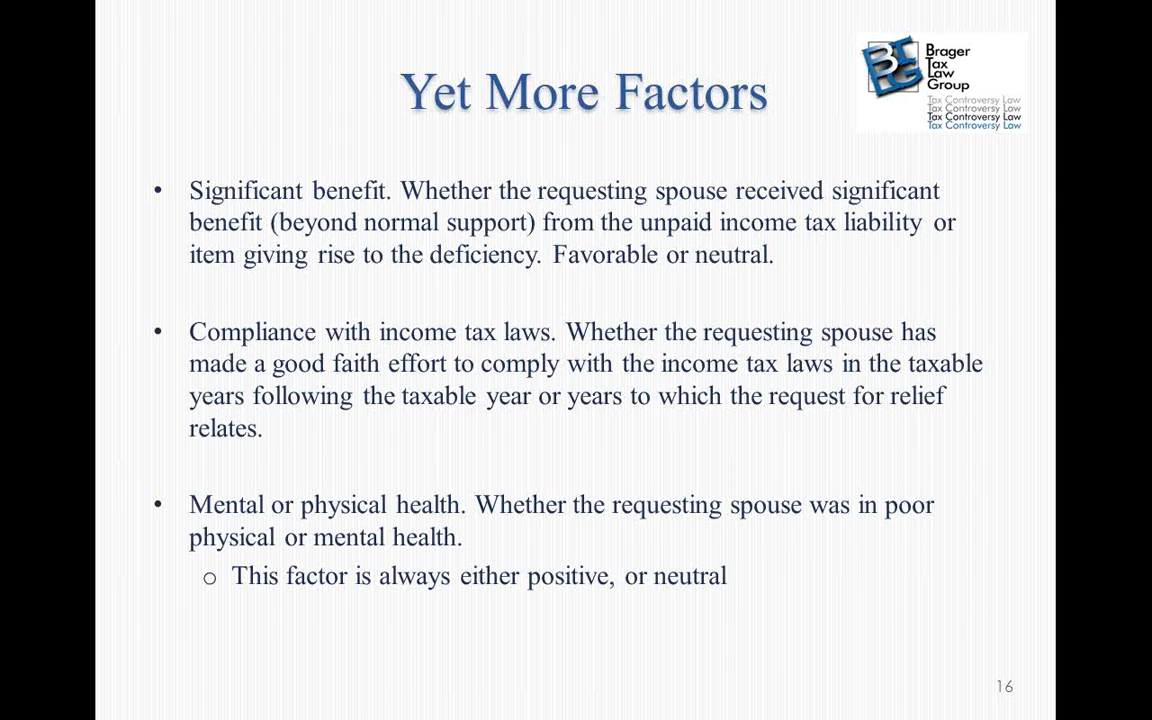 Yet More Factors
Brager
Tax
Law
Group
Tax Controversy Law
Tax Controversy Law
Tax Controversy Law
Tax Controversy Law
• Significant benefit. Whether the requesting spouse received significant
benefit (beyond normal support) from the unpaid income tax liability or
item giving rise to the deficiency. Favorable or neutral.
• Compliance with income tax laws. Whether the requesting spouse has
made a good faith effort to comply with the income tax laws in the taxable
years following the taxable year or years to which the request for relief
relates.
• Mental or physical health. Whether the requesting spouse was in poor
physical or mental health.
o This factor is always either positive, or neutral
16